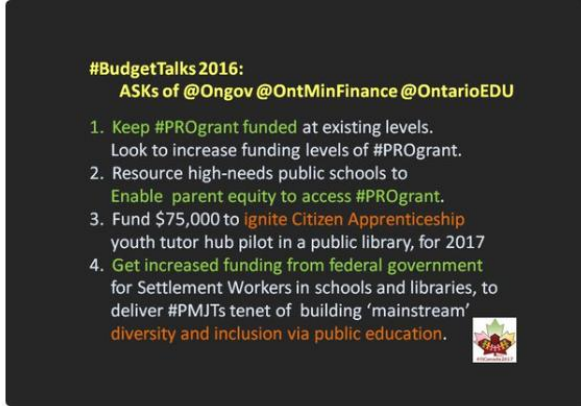 #BudgetTalks 2016:
ASKs of @Ongov @OntMinFinance @OntarioEDU
1. Keep #PROgrant funded at existing levels.
Look to increase funding levels of #PROgrant.
2. Resource high-needs public schools to
Enable parent equity to access #PROgrant.
3. Fund $75,000 to ignite Citizen Apprenticeship
youth tutor hub pilot in a public library, for 2017
4. Get increased funding from federal government
for Settlement Workers in schools and libraries, to
deliver #PMJTs tenet of building ‘mainstream’
diversity and inclusion via public education.